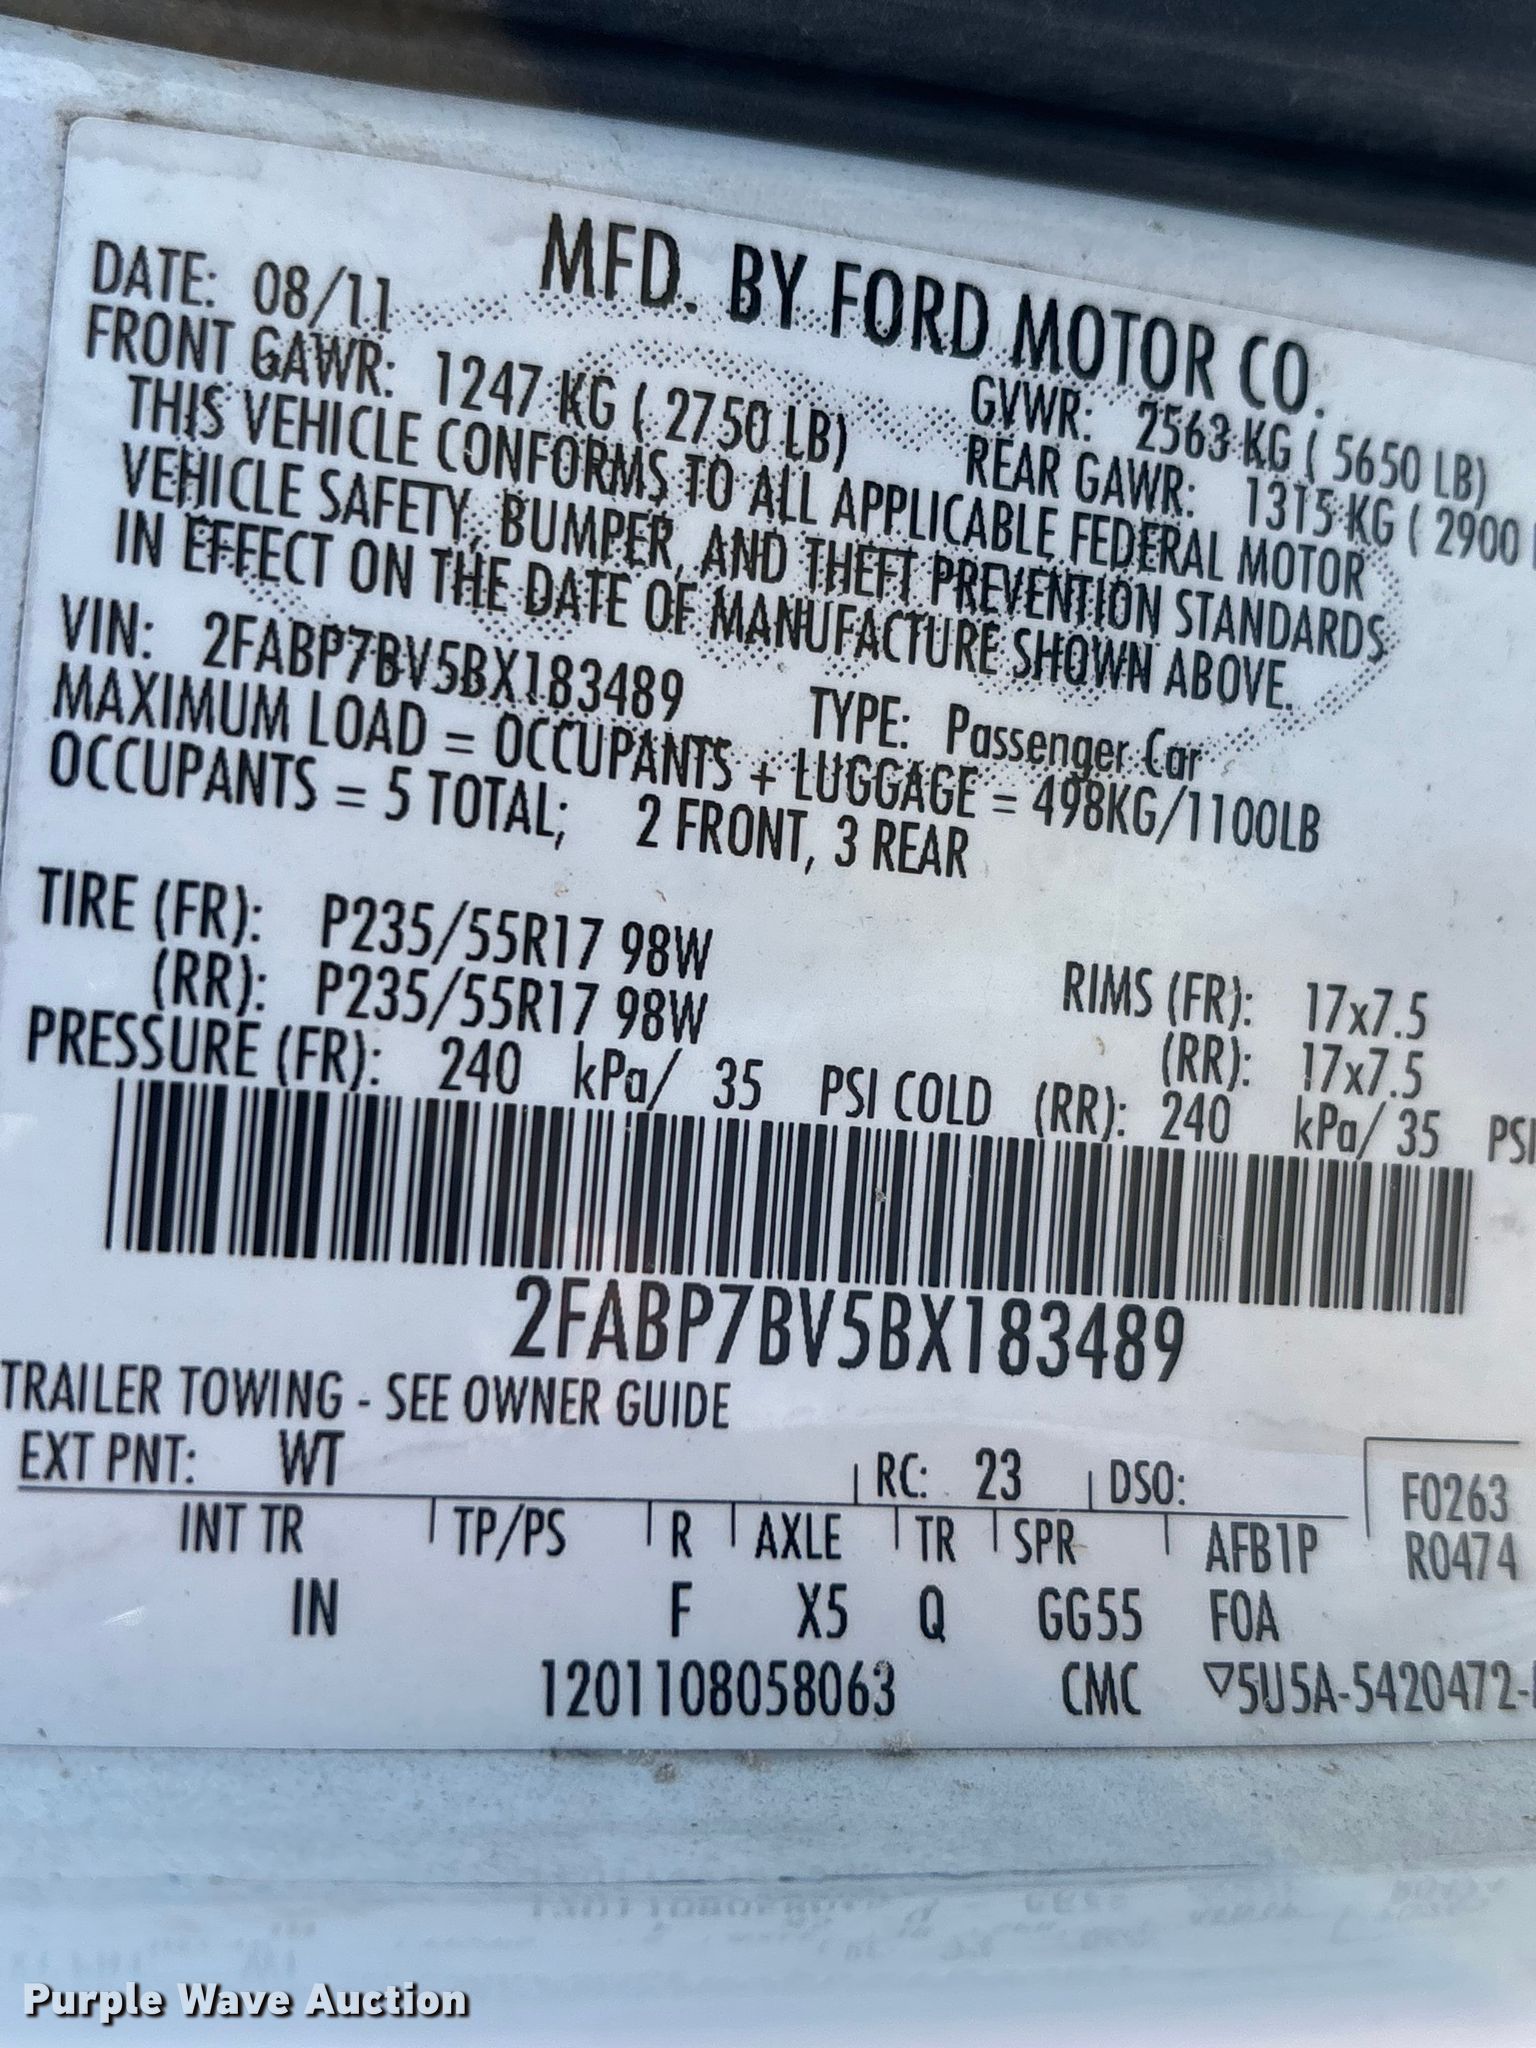 MFD. BY FORD MOTOR CO.
DATE: 08/11 GVWR: 2563 KG ( 5650 LB)
FRONT GAWR: 1247 KG ( 2750 LB) REAR GAWR: 1315 KG ( 2900
THIS VEHICLE CONFORMS TO ALL APPLICABLE FEDERAL MOTOR
VEHICLE SAFETY, BUMPER, AND THEFT PREVENTION STANDARDS
IN EFFECT ON THE DATE OF MANUFACTURE SHOWN ABOVE.
VIN: 2FABP7BV5BX183489 TYPE: Passenger Car
MAXIMUM LOAD = OCCUPANTS + LUGGAGE = 498KG/1100LB
OCCUPANTS = 5 TOTAL; 2 FRONT, 3 REAR
TIRE (FR): P235/55R17 98W RIMS (FR): 17x7.5
(RR): P235/55R17 98W (RR): 17x7.5
PRESSURE (FR): 240 kPa/ 35 PSI COLD (RR): 240 kPa/ 35 PSI
2FABP7BV5BX183489
TRAILER TOWING - SEE OWNER GUIDE
EXT PNT: WT RC: 23 DSO: F0263
INT TR TP/PS R AXLE TR SPR AFB1P R0474
IN F X5 Q GG55 FOA
1201108058063 CMC ▽5U5A-5420472-
Purple Wave Auction